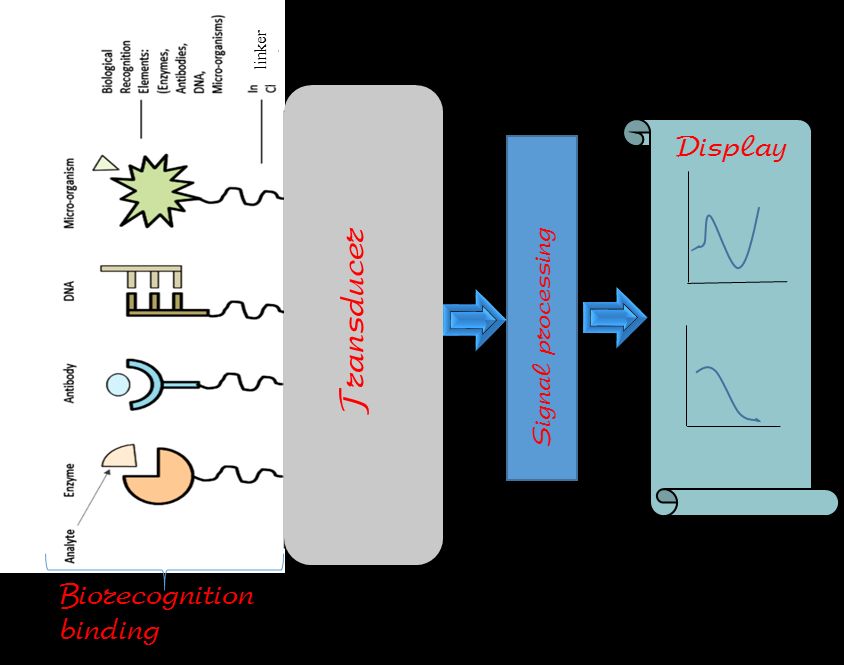 Biological
Recognition
Elements:
(Enzymes,
Antibodies,
DNA,
Micro-organisms)
linker
In
Cl
Micro-organism
DNA
Antibody
Enzyme
Analyte
Transducer
Signal processing
Display
Biorecognition
binding